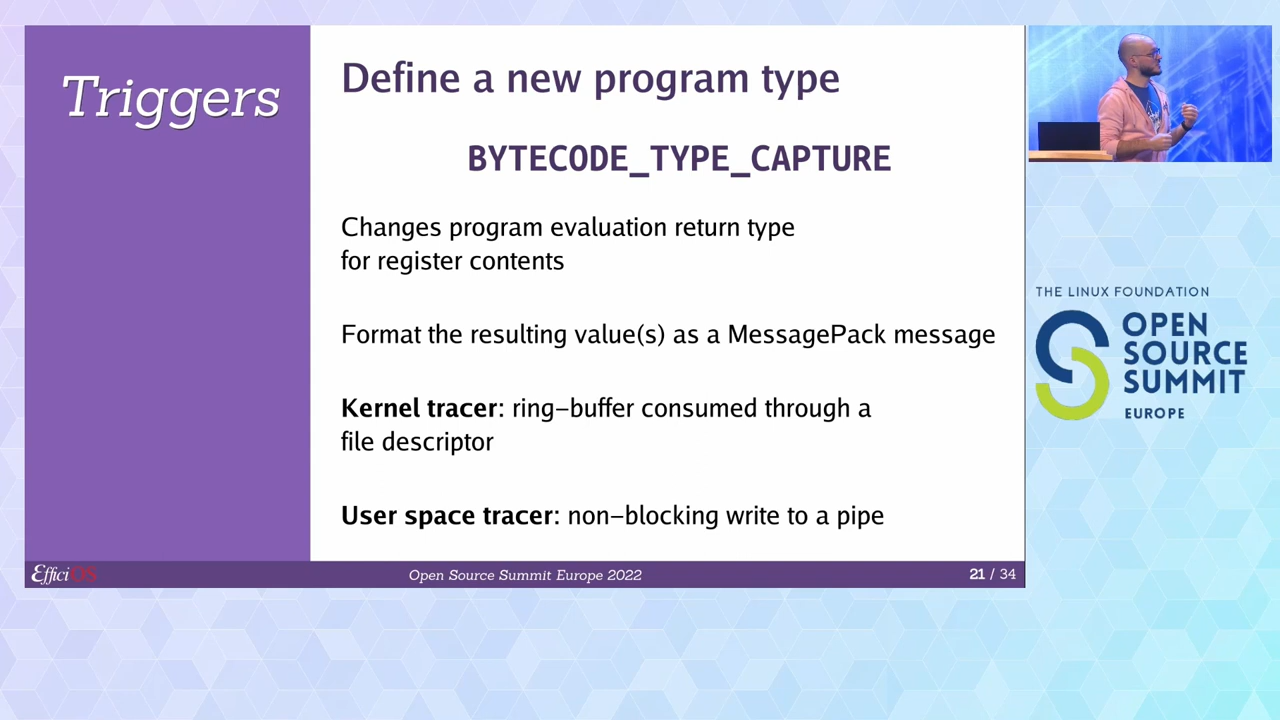 Triggers
Define a new program type
BYTECODE_TYPE_CAPTURE
Changes program evaluation return type
for register contents
Format the resulting value(s) as a MessagePack message
Kernel tracer: ring-buffer consumed through a
file descriptor
User space tracer: non-blocking write to a pipe
EfficiOS
Open Source Summit Europe 2022
21 / 34
THE LINUX FOUNDATION
OPEN
SOURCE
SUMMIT
EUROPE